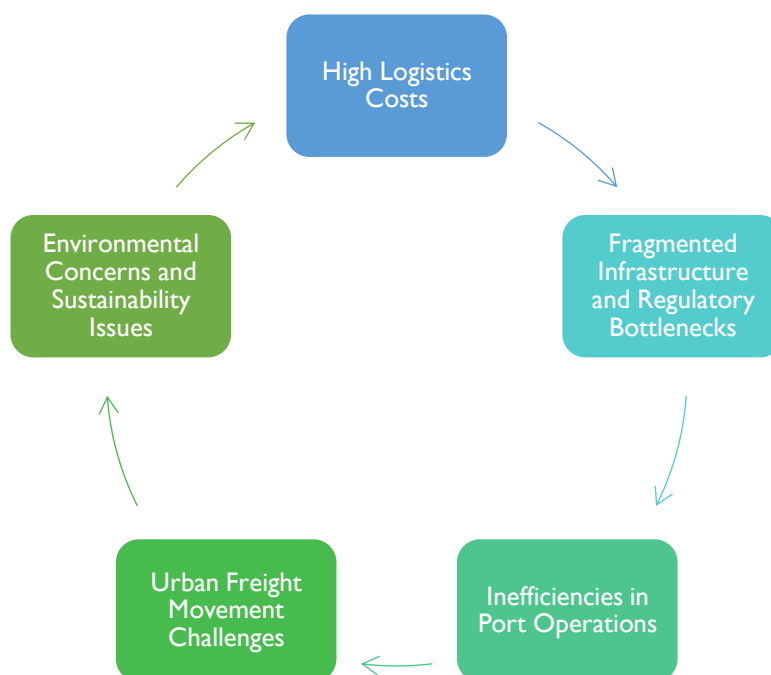 High Logistics
Costs
Fragmented
Infrastructure
and Regulatory
Bottlenecks
Inefficiencies in
Port Operations
Urban Freight
Movement
Challenges
Environmental
Concerns and
Sustainability
Issues